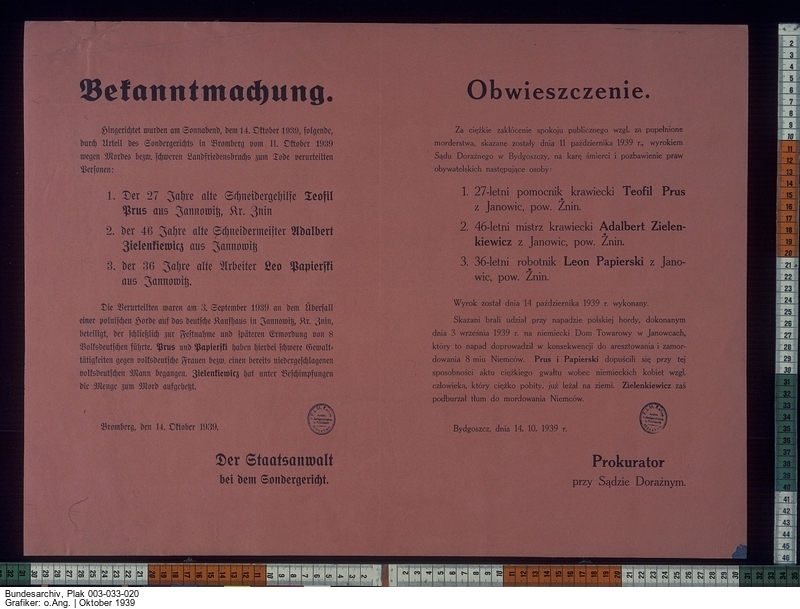 Bekanntmachung.
Hingerichtet wurden am Sonnabend, dem 14. Oktober 1939, folgende,
durch Urteil des Sondergerichts in Bromberg vom 11. Oktober 1939
wegen Mordes bezw. schweren Landfriedensbruchs zum Tode verurteilten
Personen:
1. Der 27 Jahre alte Schneidergehilfe Teofil
Prus aus Jannowitz, Kr. Znin
2. der 46 Jahre alte Schneidermeister Adalbert
Zielenkiewicz aus Jannowitz
3. der 36 Jahre alte Arbeiter Leo Papierski
aus Jannowitz.
Die Verurteilten waren am 3. September 1939 an dem Überfall
einer polnischen Horde auf das deutsche Kaufhaus in Jannowitz, Kr. Znin,
beteiligt, der schließlich zur Festnahme und späteren Ermordung von 8
Volksdeutschen führte. Prus und Papierski haben hierbei schwere Gewalt-
tätigkeiten gegen volksdeutsche Frauen bezw. einen bereits niedergeschlagenen
volksdeutschen Mann begangen. Zielenkiewicz hat unter Beschimpfungen
die Menge zum Mord aufgehetzt.
Bromberg, den 14. Oktober 1939.
Der Staatsanwalt
bei dem Sondergericht.
Obwieszczenie.
Za ciężkie zakłócenie spokoju publicznego wzgl. za popełnione
morderstwa, skazane zostały dnia 11 października 1939 r., wyrokiem
Sądu Doraźnego w Bydgoszczy, na karę śmierci i pozbawienie praw
obywatelskich następujące osoby:
1. 27-letni pomocnik krawiecki Teofil Prus
z Janowic, pow. Żnin.
2. 46-letni mistrz krawiecki Adalbert Zielen-
kiewicz z Janowic, pow. Żnin.
3. 36-letni robotnik Leon Papierski z Jano-
wic, pow. Żnin.
Wyrok został dnia 14 października 1939 r. wykonany.
Skazani brali udział przy napadzie polskiej hordy, dokonanym
dnia 3 września 1939 r. na niemiecki Dom Towarowy w Janowcach,
który to napad doprowadził w konsekwencji do aresztowania i zamor-
dowania 8 miu Niemców. Prus i Papierski dopuścili się przy tej
sposobności aktu ciężkiego gwałtu wobec niemieckich kobiet wzgl.
człowieka, który ciężko pobity, już leżał na ziemi. Zielenkiewicz zaś
podburzał tłum do mordowania Niemców.
Bydgoszcz, dnia 14. 10. 1939 r.
Prokurator
przy Sądzie Doraźnym.
Bundesarchiv, Plak 003-033-020
Grafiker: o.Ang. | Oktober 1939